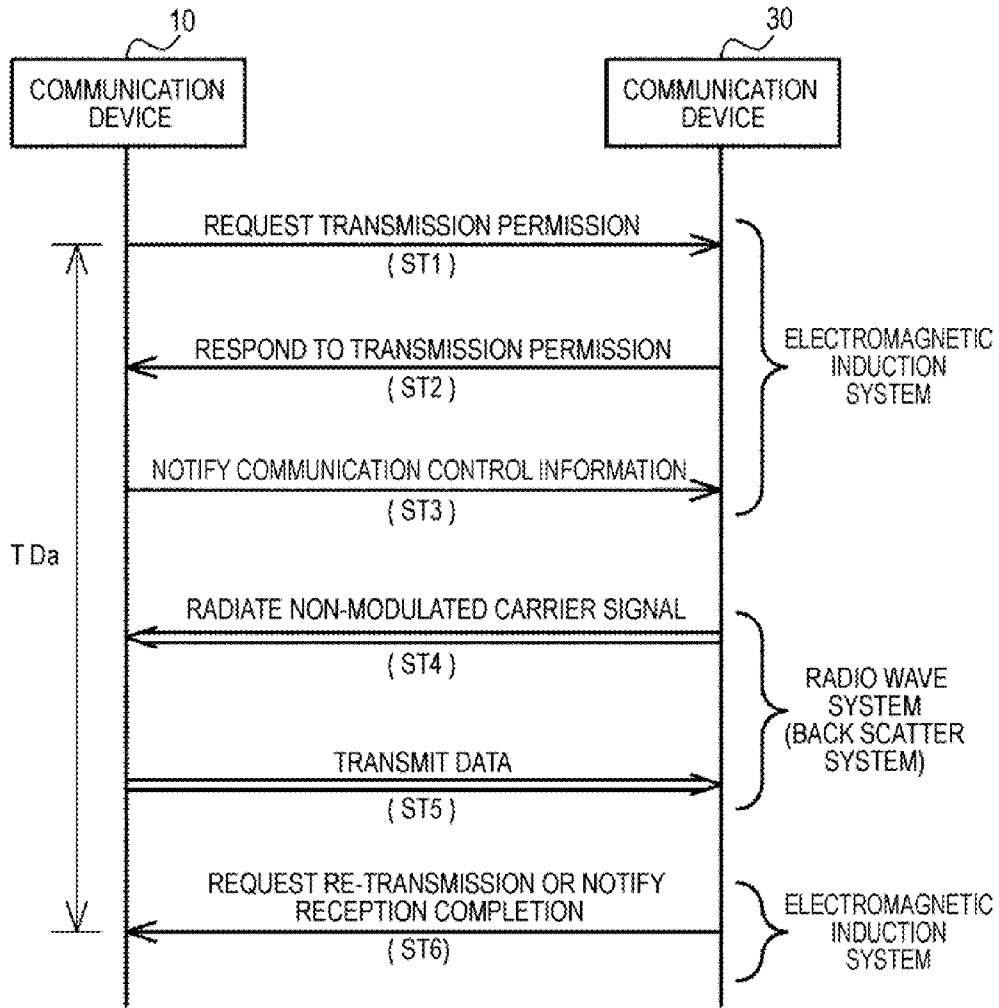 10
30
COMMUNICATION
DEVICE
COMMUNICATION
DEVICE
REQUEST TRANSMISSION PERMISSION
( ST1 )
RESPOND TO TRANSMISSION PERMISSION
( ST2 )
ELECTROMAGNETIC
INDUCTION
SYSTEM
NOTIFY COMMUNICATION CONTROL INFORMATION
( ST3 )
T Da
RADIATE NON-MODULATED CARRIER SIGNAL
( ST4 )
RADIO WAVE
SYSTEM
(BACK SCATTER
SYSTEM)
TRANSMIT DATA
( ST5 )
REQUEST RE-TRANSMISSION OR NOTIFY
RECEPTION COMPLETION
( ST6)
ELECTROMAGNETIC
INDUCTION
SYSTEM